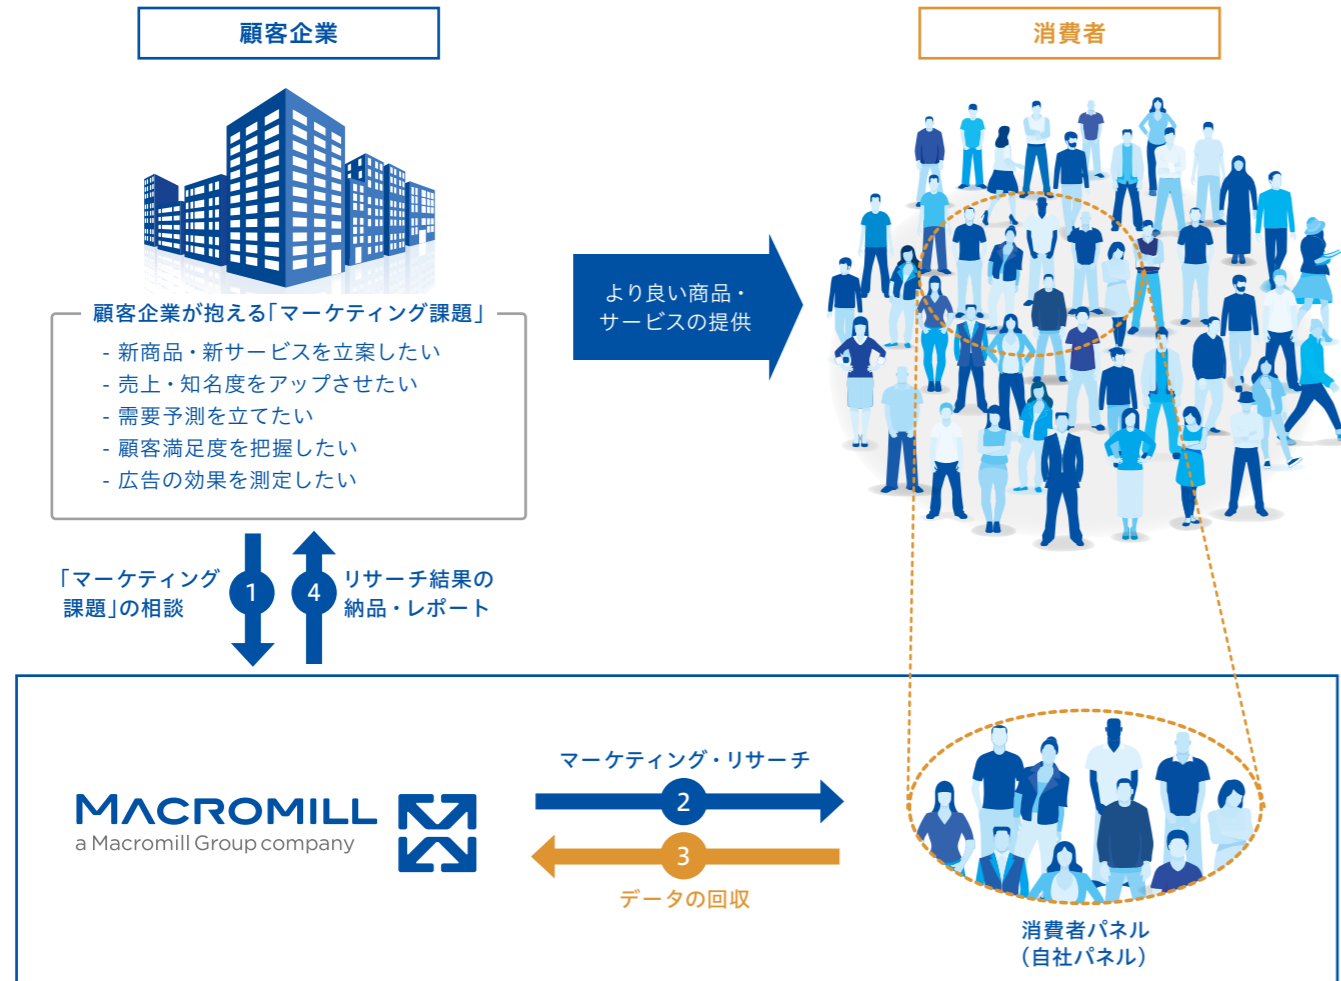 顧客企業
消費者
顧客企業が抱える「マーケティング課題」
- 新商品・新サービスを立案したい
- 売上・知名度をアップさせたい
- 需要予測を立てたい
- 顧客満足度を把握したい
- 広告の効果を測定したい
より良い商品・
サービスの提供
「マーケティング
課題」の相談
1
4
リサーチ結果の
納品・レポート
MACROMILL
a Macromill Group company
マーケティング・リサーチ
2
3
データの回収
消費者パネル
（自社パネル）